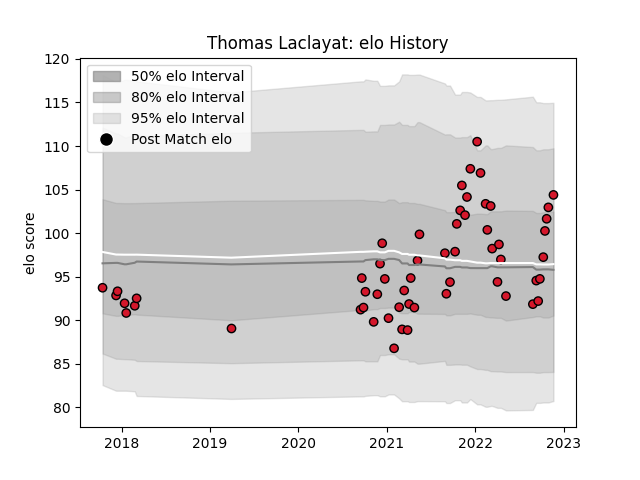 Thomas Laclayat: elo History
120
115
110
105
100
95
90
85
80
elo score
50% elo Interval
80% elo Interval
95% elo Interval
Post Match elo
2018
2019
2020
2021
2022
2023